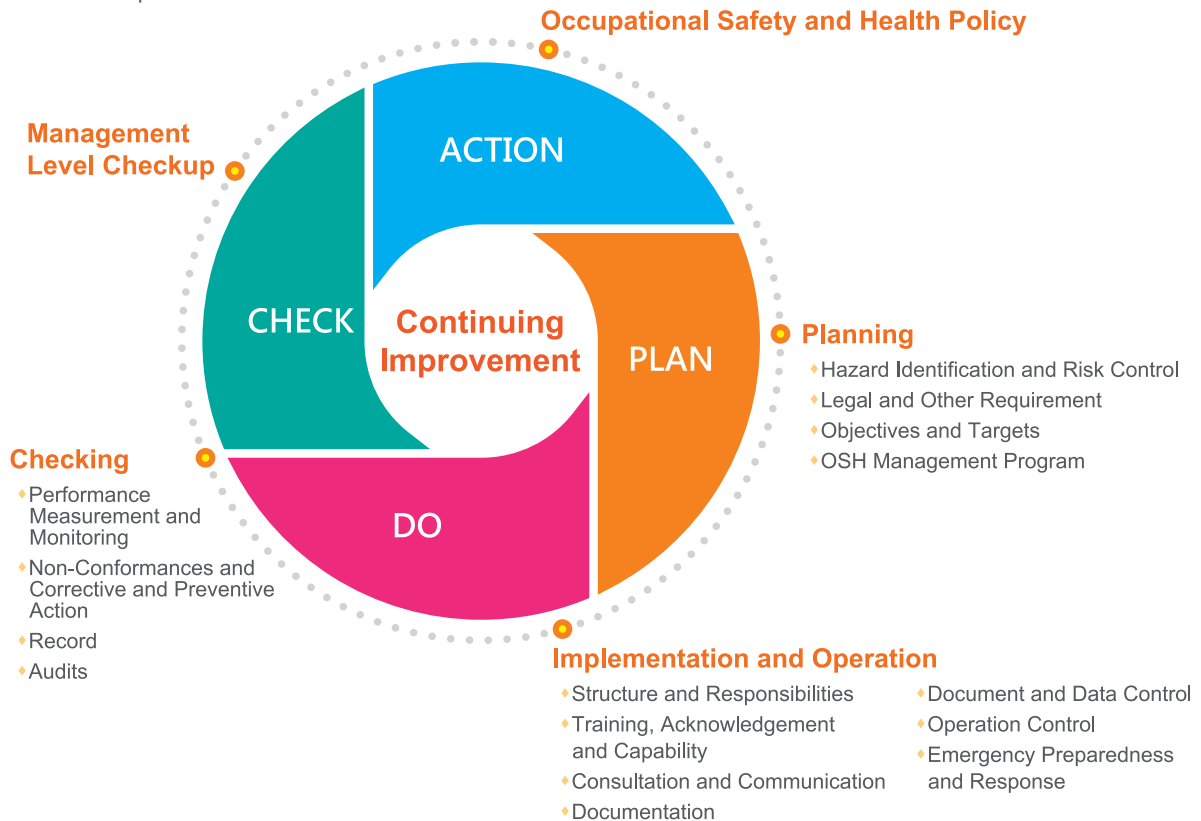 Occupational Safety and Health Policy
Management
Level Checkup
ACTION
CHECK
Continuing
Improvement
PLAN
DO
Planning
Hazard Identification and Risk Control
Legal and Other Requirement
Objectives and Targets
OSH Management Program
Checking
Performance
Measurement and
Monitoring
Non-Conformances and
Corrective and Preventive
Action
Record
Audits
Implementation and Operation
Structure and Responsibilities
Training, Acknowledgement
and Capability
Consultation and Communication
Documentation
Document and Data Control
Operation Control
Emergency Preparedness
and Response